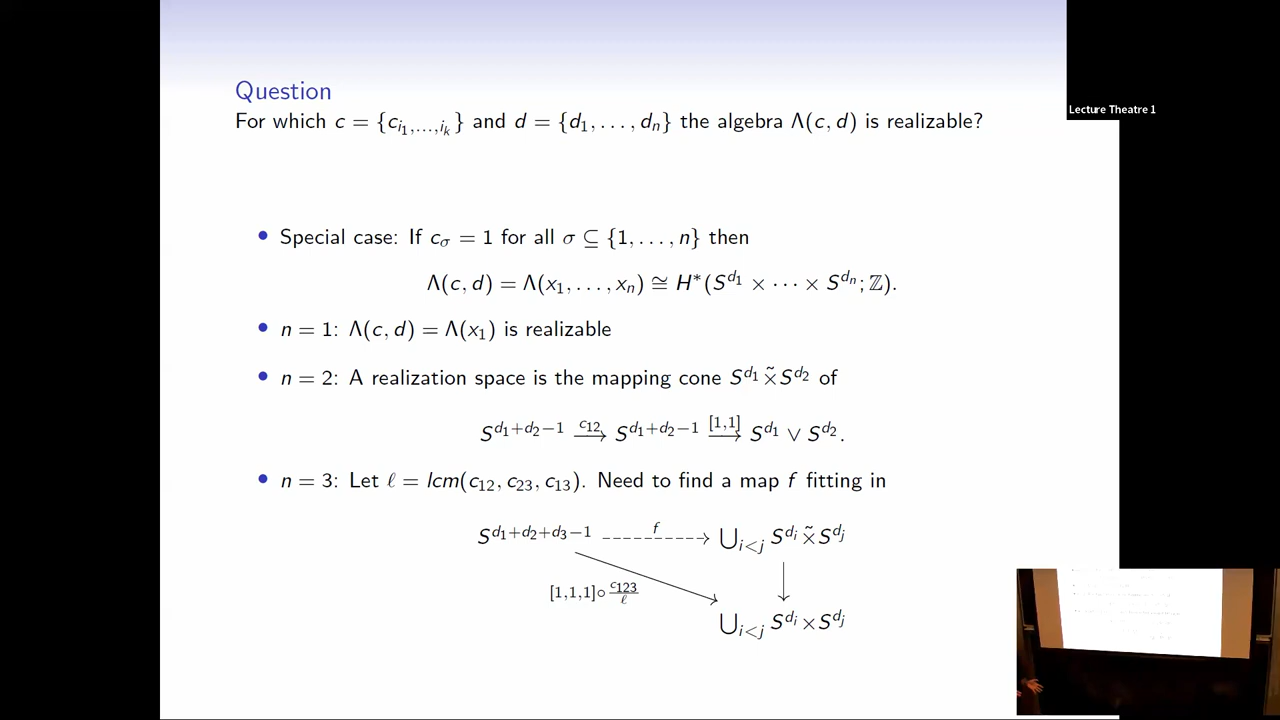 Question
For which c = {c_{i_1,...,i_k}} and d = {d_1, . . . , d_n} the algebra Λ(c, d) is realizable?
Lecture Theatre 1
• Special case: If c_σ = 1 for all σ ⊆ {1, . . . , n} then
Λ(c, d) = Λ(x_1, . . . , x_n) ≅ H*(S^{d_1} × · · · × S^{d_n}; ℤ).
• n = 1: Λ(c, d) = Λ(x_1) is realizable
• n = 2: A realization space is the mapping cone S^{d_1} ×̃ S^{d_2} of
S^{d_1+d_2−1} →^{c_{12}} S^{d_1+d_2−1} →^{[1,1]} S^{d_1} ∨ S^{d_2}.
• n = 3: Let ℓ = lcm(c_{12}, c_{23}, c_{13}). Need to find a map f fitting in
S^{d_1+d_2+d_3−1} f ⋃_{i<j} S^{d_i} ×̃ S^{d_j}
[1,1,1]∘ c_{123}/ℓ
⋃_{i<j} S^{d_i} × S^{d_j}